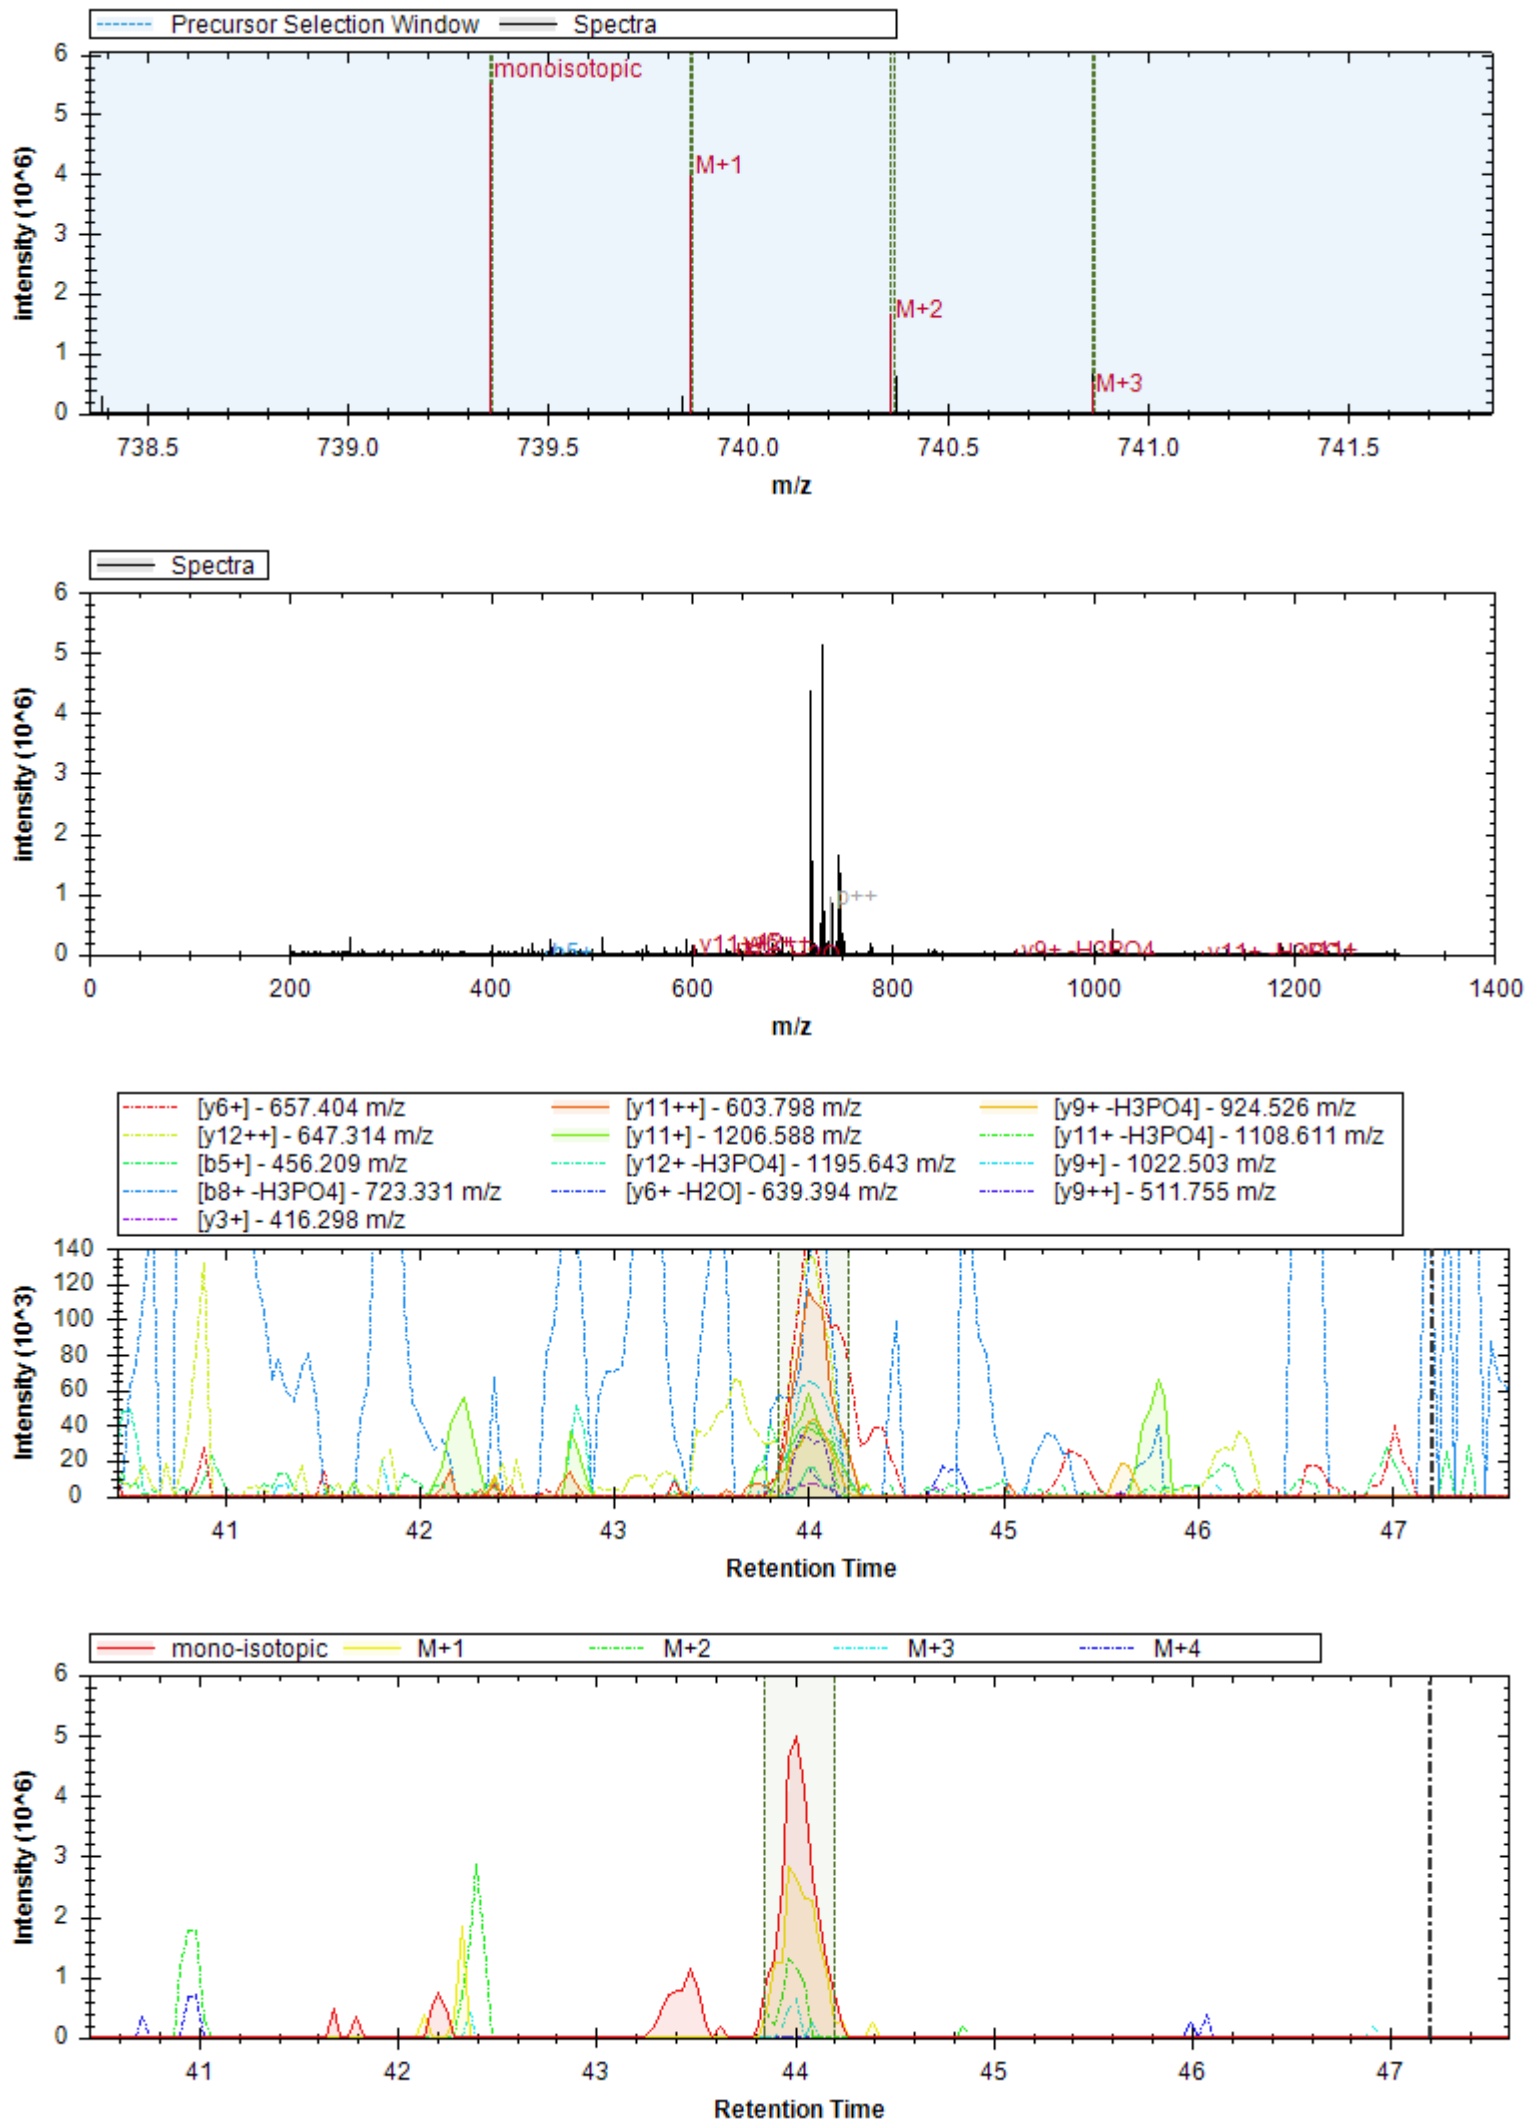 Precursor Selection Window Spectra
6
monoisotopic
5
M+1
4
3
M+2
2
1
M+3
0
738.5 739.0 739.5 740.0 740.5 741.0 741.5
intensity (10^6)
m/z
Spectra
6
5
4
3
2
1
p++
b5+ y9+ -H3PO4
0
0 200 400 600 800 1000 1200 1400
intensity (10^6)
m/z
[y6+] - 657.404 m/z [y11++] - 603.798 m/z [y9+ -H3PO4] - 924.526 m/z
[y12++] - 647.314 m/z [y11+] - 1206.588 m/z [y11+ -H3PO4] - 1108.611 m/z
[b5+] - 456.209 m/z [y12+ -H3PO4] - 1195.643 m/z [y9+] - 1022.503 m/z
[b8+ -H3PO4] - 723.331 m/z [y6+ -H2O] - 639.394 m/z [y9++] - 511.755 m/z
[y3+] - 416.298 m/z
140
120
100
80
60
40
20
0
41 42 43 44 45 46 47
Intensity (10^3)
Retention Time
mono-isotopic M+1 M+2 M+3 M+4
6
5
4
3
2
1
0
41 42 43 44 45 46 47
Intensity (10^6)
Retention Time